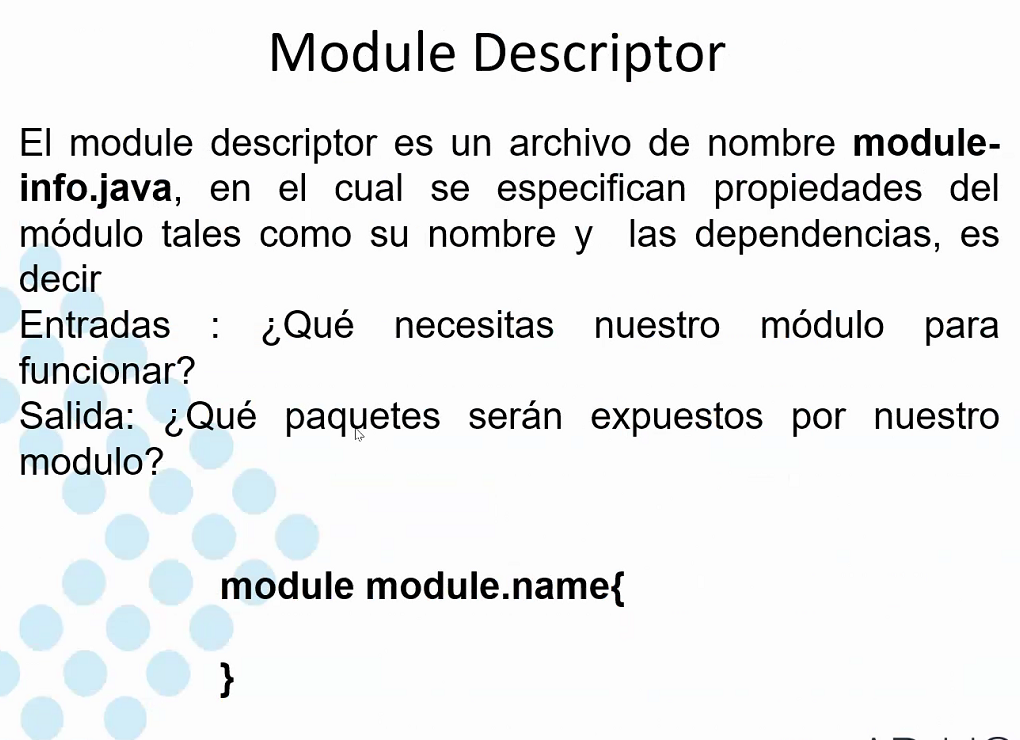 Module Descriptor
El module descriptor es un archivo de nombre module-
info.java, en el cual se especifican propiedades del
módulo tales como su nombre y las dependencias, es
decir
Entradas : ¿Qué necesitas nuestro módulo para
funcionar?
Salida: ¿Qué paquetes serán expuestos por nuestro
modulo?
module module.name{
}